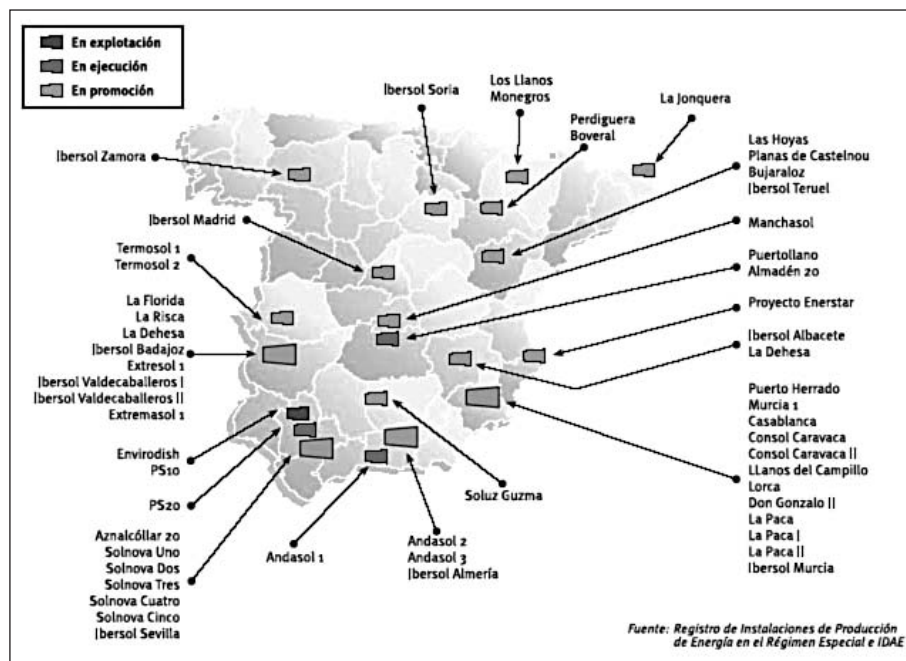 En explotación
En ejecución
En promoción
Ibersol Soria
Los Llanos
Monegros
La Jonquera
Perdiguera
Boveral
Las Hoyas
Planas de Castelnou
Bujaraloz
Ibersol Teruel
Ibersol Zamora
Ibersol Madrid
Manchasol
Termosol 1
Termosol 2
Puertollano
Almadén 20
La Florida
La Risca
La Dehesa
Ibersol Badajoz
Extresol 1
Ibersol Valdecaballeros I
Ibersol Valdecaballeros II
Extremasol 1
Proyecto Enerstar
Ibersol Albacete
La Dehesa
Puerto Herrado
Murcia 1
Casablanca
Consol Caravaca
Consol Caravaca II
LLanos del Campillo
Lorca
Don Gonzalo II
La Paca
La Paca I
La Paca II
Ibersol Murcia
Envirodish
PS10
PS20
Soluz Guzma
Aznalcóllar 20
Solnova Uno
Solnova Dos
Solnova Tres
Solnova Cuatro
Solnova Cinco
Ibersol Sevilla
Andasol 1
Andasol 2
Andasol 3
Ibersol Almería
Fuente: Registro de Instalaciones de Producción
de Energía en el Régimen Especial e IDAE